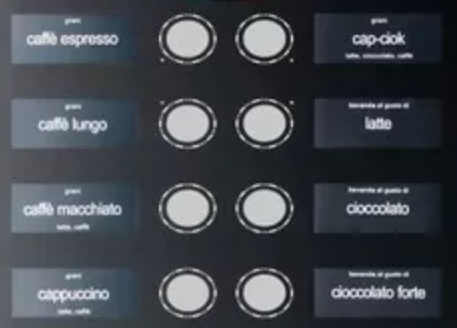 grani
caffè espresso
grani
cap-ciok
latte, cioccolato, caffè
grani
caffè lungo
bevanda al gusto di
latte
grani
caffè macchiato
latte, caffè
bevanda al gusto di
cioccolato
grani
cappuccino
latte, caffè
bevanda al gusto di
cioccolato forte